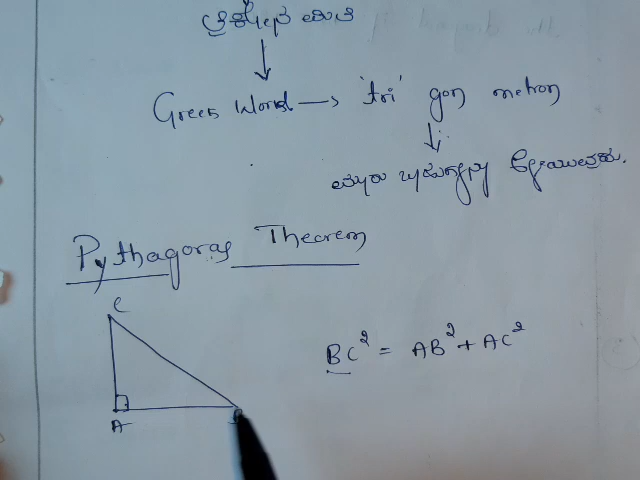 ತ್ರಿಕೋನ ಮಿತಿ
Greek Word → 'tri' gon metron
ಮೂರು
Pythagoras Theorem
C
BC² = AB² + AC²
A B